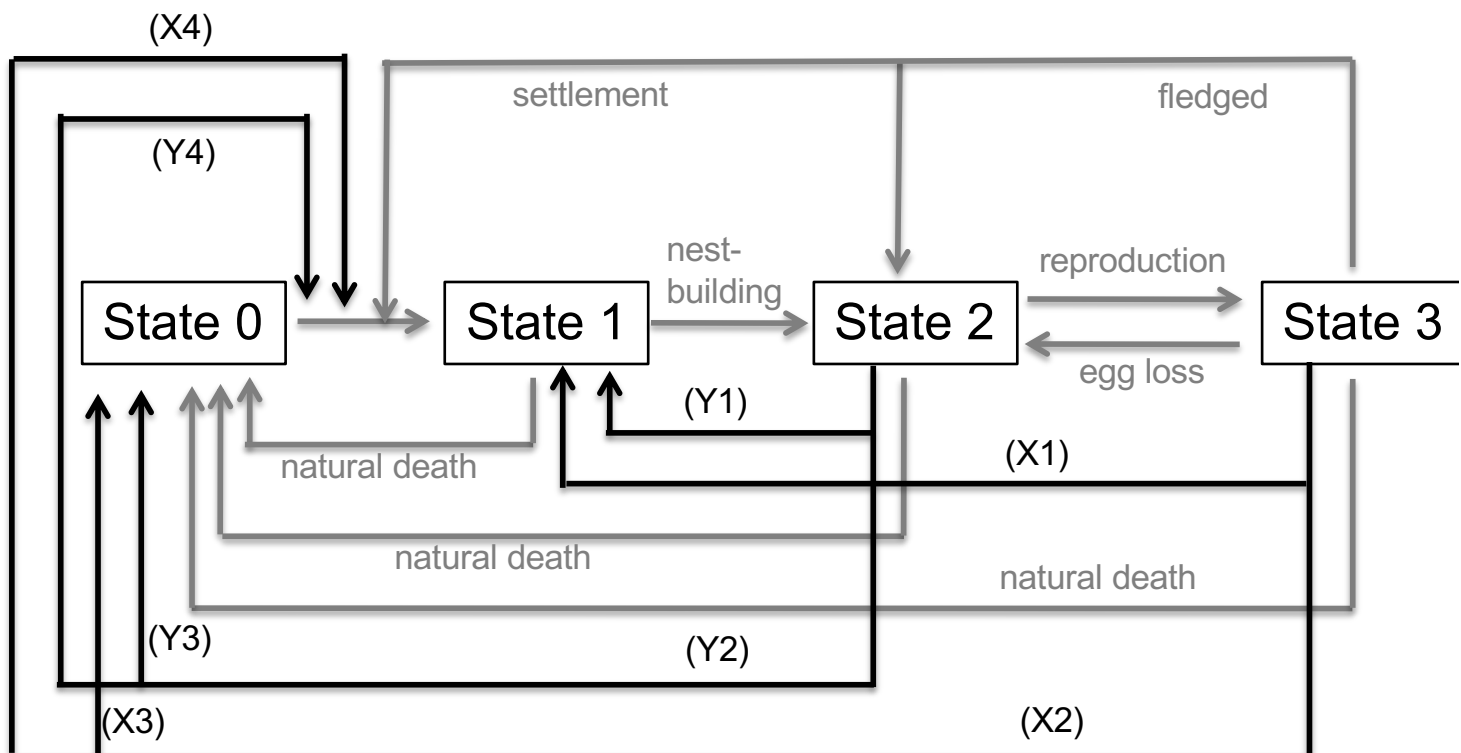 (X4)
settlement
fledged
(Y4)
nest-
building
reproduction
State 0
State 1
State 2
State 3
egg loss
(Y1)
(X1)
natural death
natural death
natural death
(Y3)
(Y2)
(X3)
(X2)